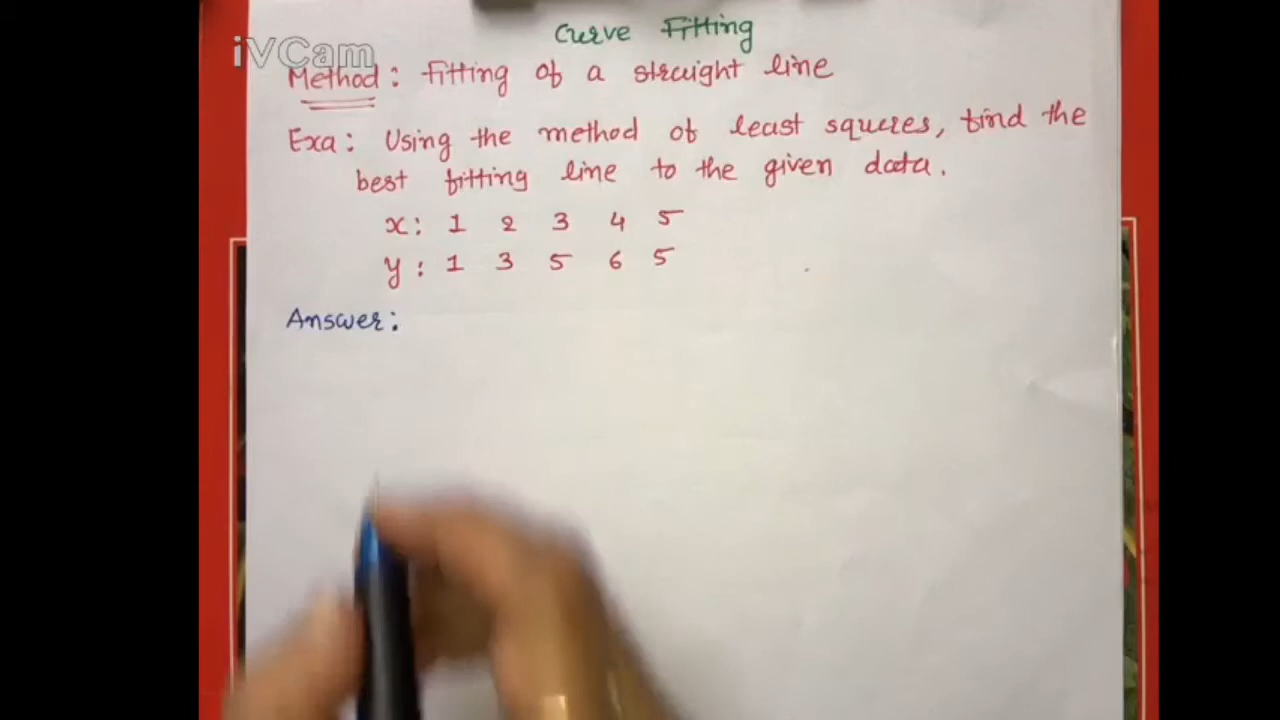 Curve Fitting
iVCam
Method: Fitting of a straight line
Exa: Using the method of least squres, find the
best fitting line to the given data.
x: 1 2 3 4 5
y: 1 3 5 6 5
Answer: